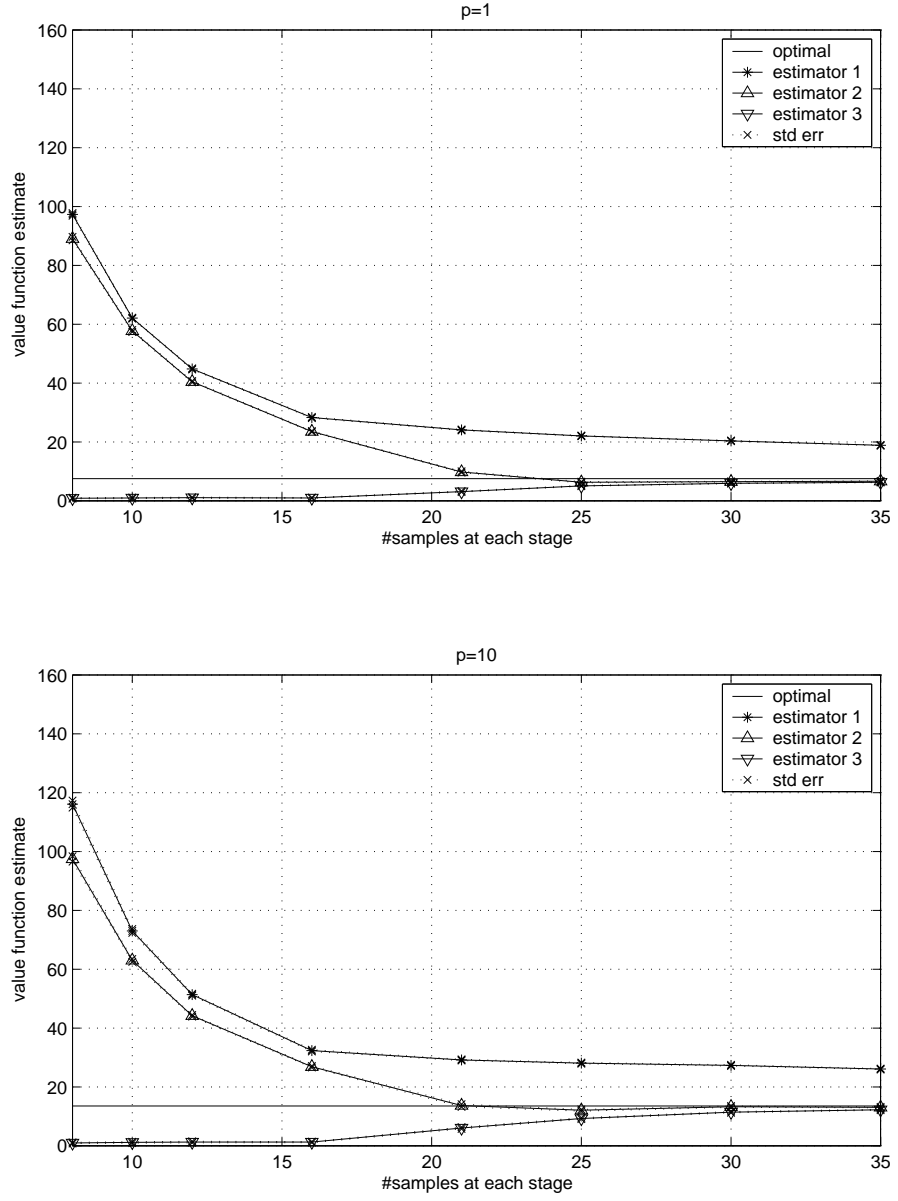 p=1
160
140
120
100
80
60
40
20
0
value function estimate
optimal
estimator 1
estimator 2
estimator 3
std err
10
15
20
25
30
35
#samples at each stage
p=10
160
140
120
100
80
60
40
20
0
value function estimate
optimal
estimator 1
estimator 2
estimator 3
std err
10
15
20
25
30
35
#samples at each stage